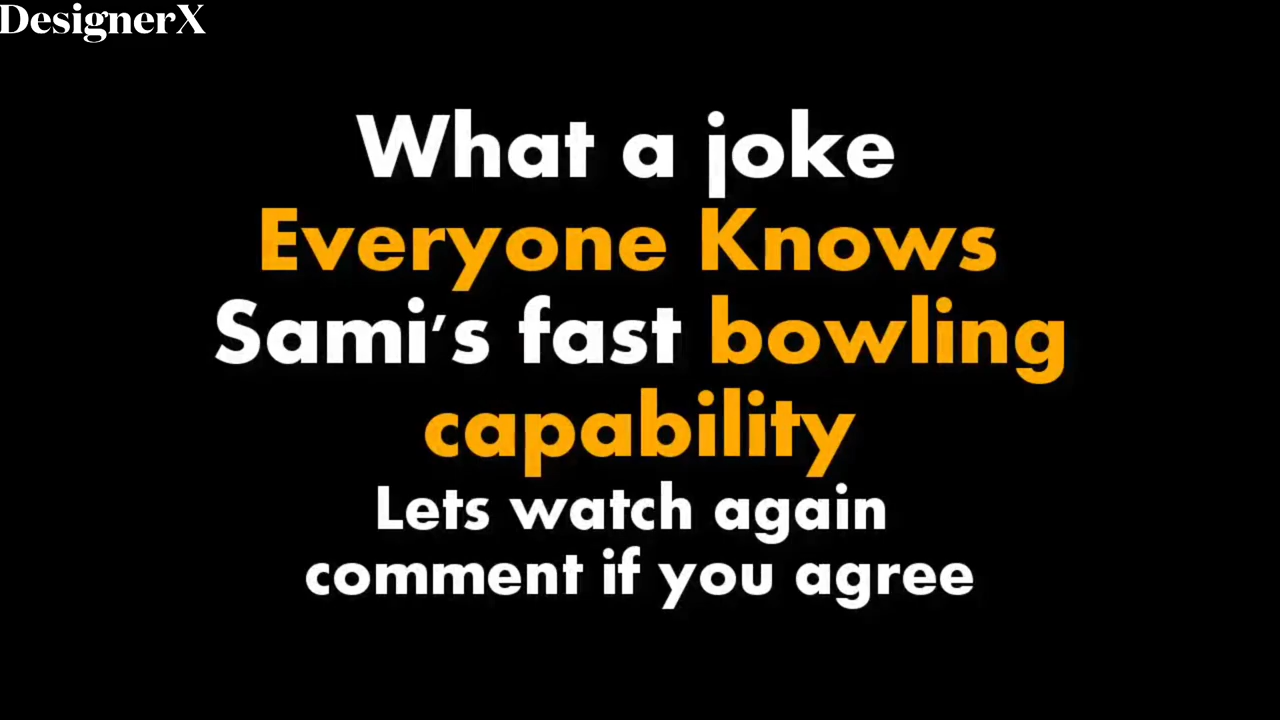 DesignerX
What a joke
Everyone Knows
Sami's fast bowling
capability
Lets watch again
comment if you agree